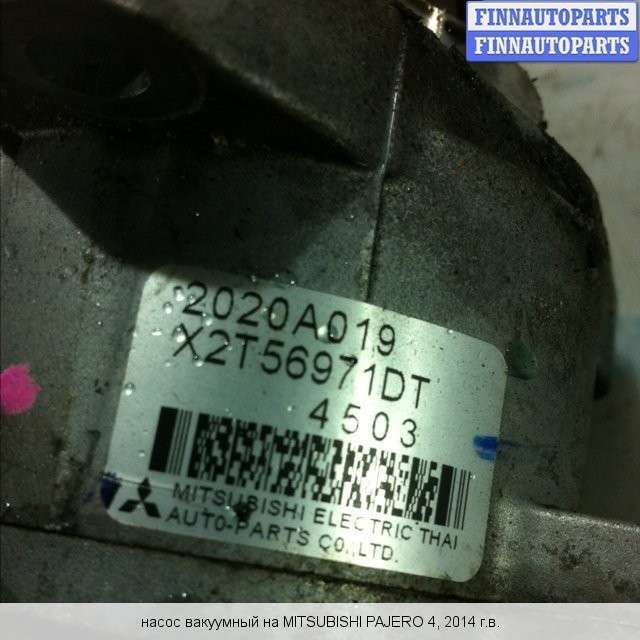 FINNAUTOPARTS
FINNAUTOPARTS
2020A019
X2T56971DT
4503
MITSUBISHI ELECTRIC THAI
AUTO-PARTS CO.,LTD.
насос вакуумный на MITSUBISHI PAJERO 4, 2014 г.в.